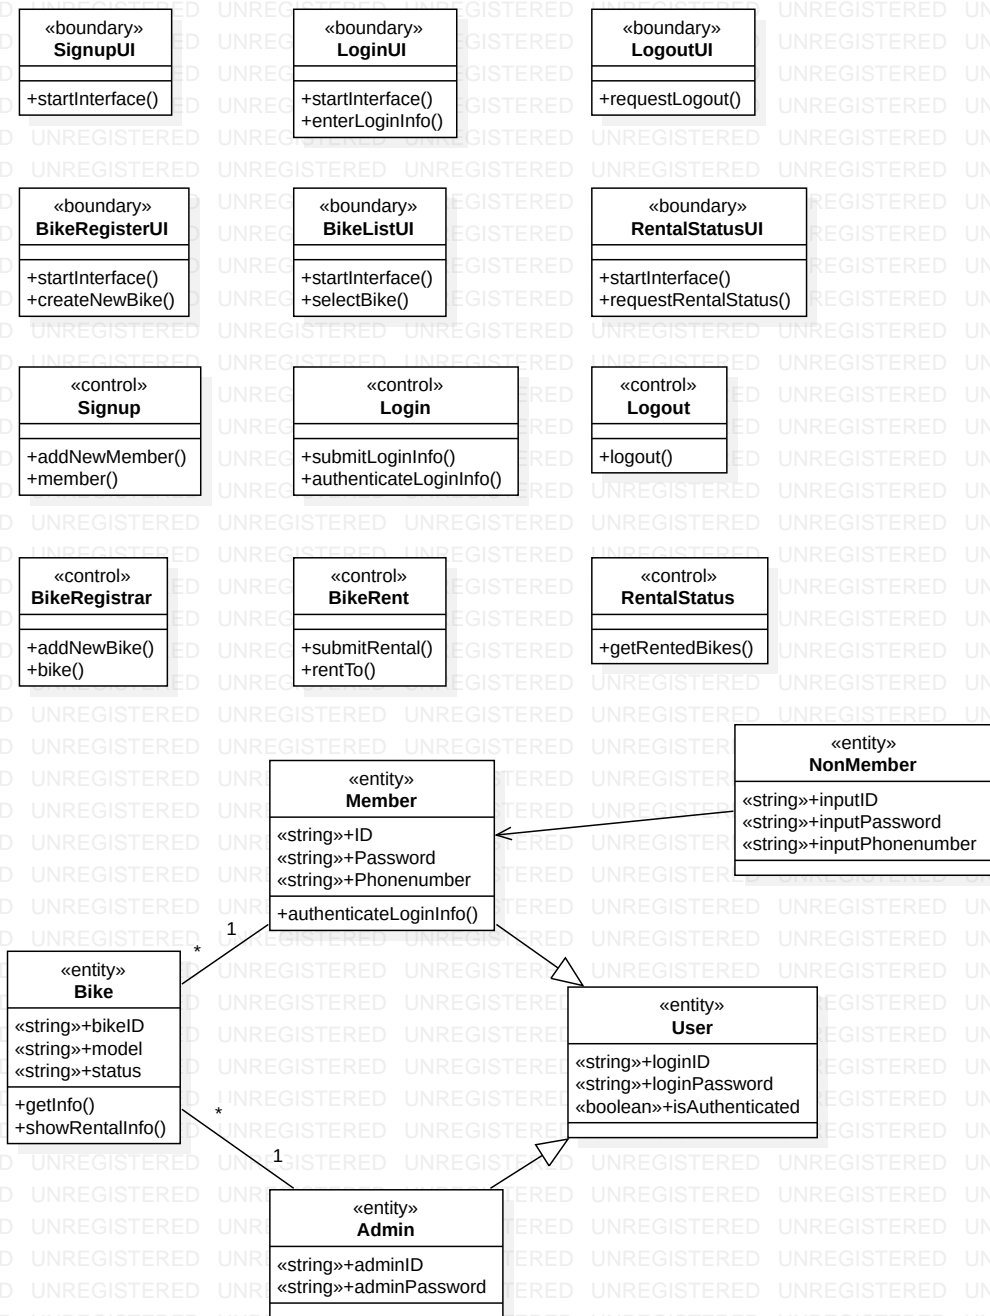 «boundary»
SignupUI
+startInterface()
«boundary»
LoginUI
+startInterface()
+enterLoginInfo()
«boundary»
LogoutUI
+requestLogout()
«boundary»
BikeRegisterUI
+startInterface()
+createNewBike()
«boundary»
BikeListUI
+startInterface()
+selectBike()
«boundary»
RentalStatusUI
+startInterface()
+requestRentalStatus()
«control»
Signup
+addNewMember()
+member()
«control»
Login
+submitLoginInfo()
+authenticateLoginInfo()
«control»
Logout
+logout()
«control»
BikeRegistrar
+addNewBike()
+bike()
«control»
BikeRent
+submitRental()
+rentTo()
«control»
RentalStatus
+getRentedBikes()
«entity»
NonMember
«string»+inputID
«string»+inputPassword
«string»+inputPhonenumber
«entity»
Member
«string»+ID
«string»+Password
«string»+Phonenumber
+authenticateLoginInfo()
1
*
«entity»
Bike
«string»+bikeID
«string»+model
«string»+status
+getInfo()
+showRentalInfo()
«entity»
User
«string»+loginID
«string»+loginPassword
«boolean»+isAuthenticated
*
1
«entity»
Admin
«string»+adminID
«string»+adminPassword
UNREGISTERED